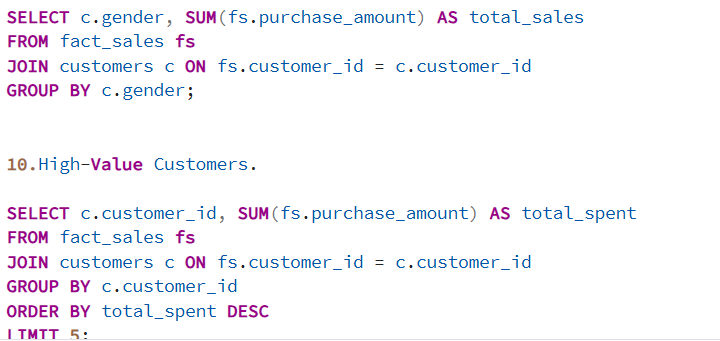 SELECT c.gender, SUM(fs.purchase_amount) AS total_sales
FROM fact_sales fs
JOIN customers c ON fs.customer_id = c.customer_id
GROUP BY c.gender;
10.High-Value Customers.
SELECT c.customer_id, SUM(fs.purchase_amount) AS total_spent
FROM fact_sales fs
JOIN customers c ON fs.customer_id = c.customer_id
GROUP BY c.customer_id
ORDER BY total_spent DESC
LIMIT 5;